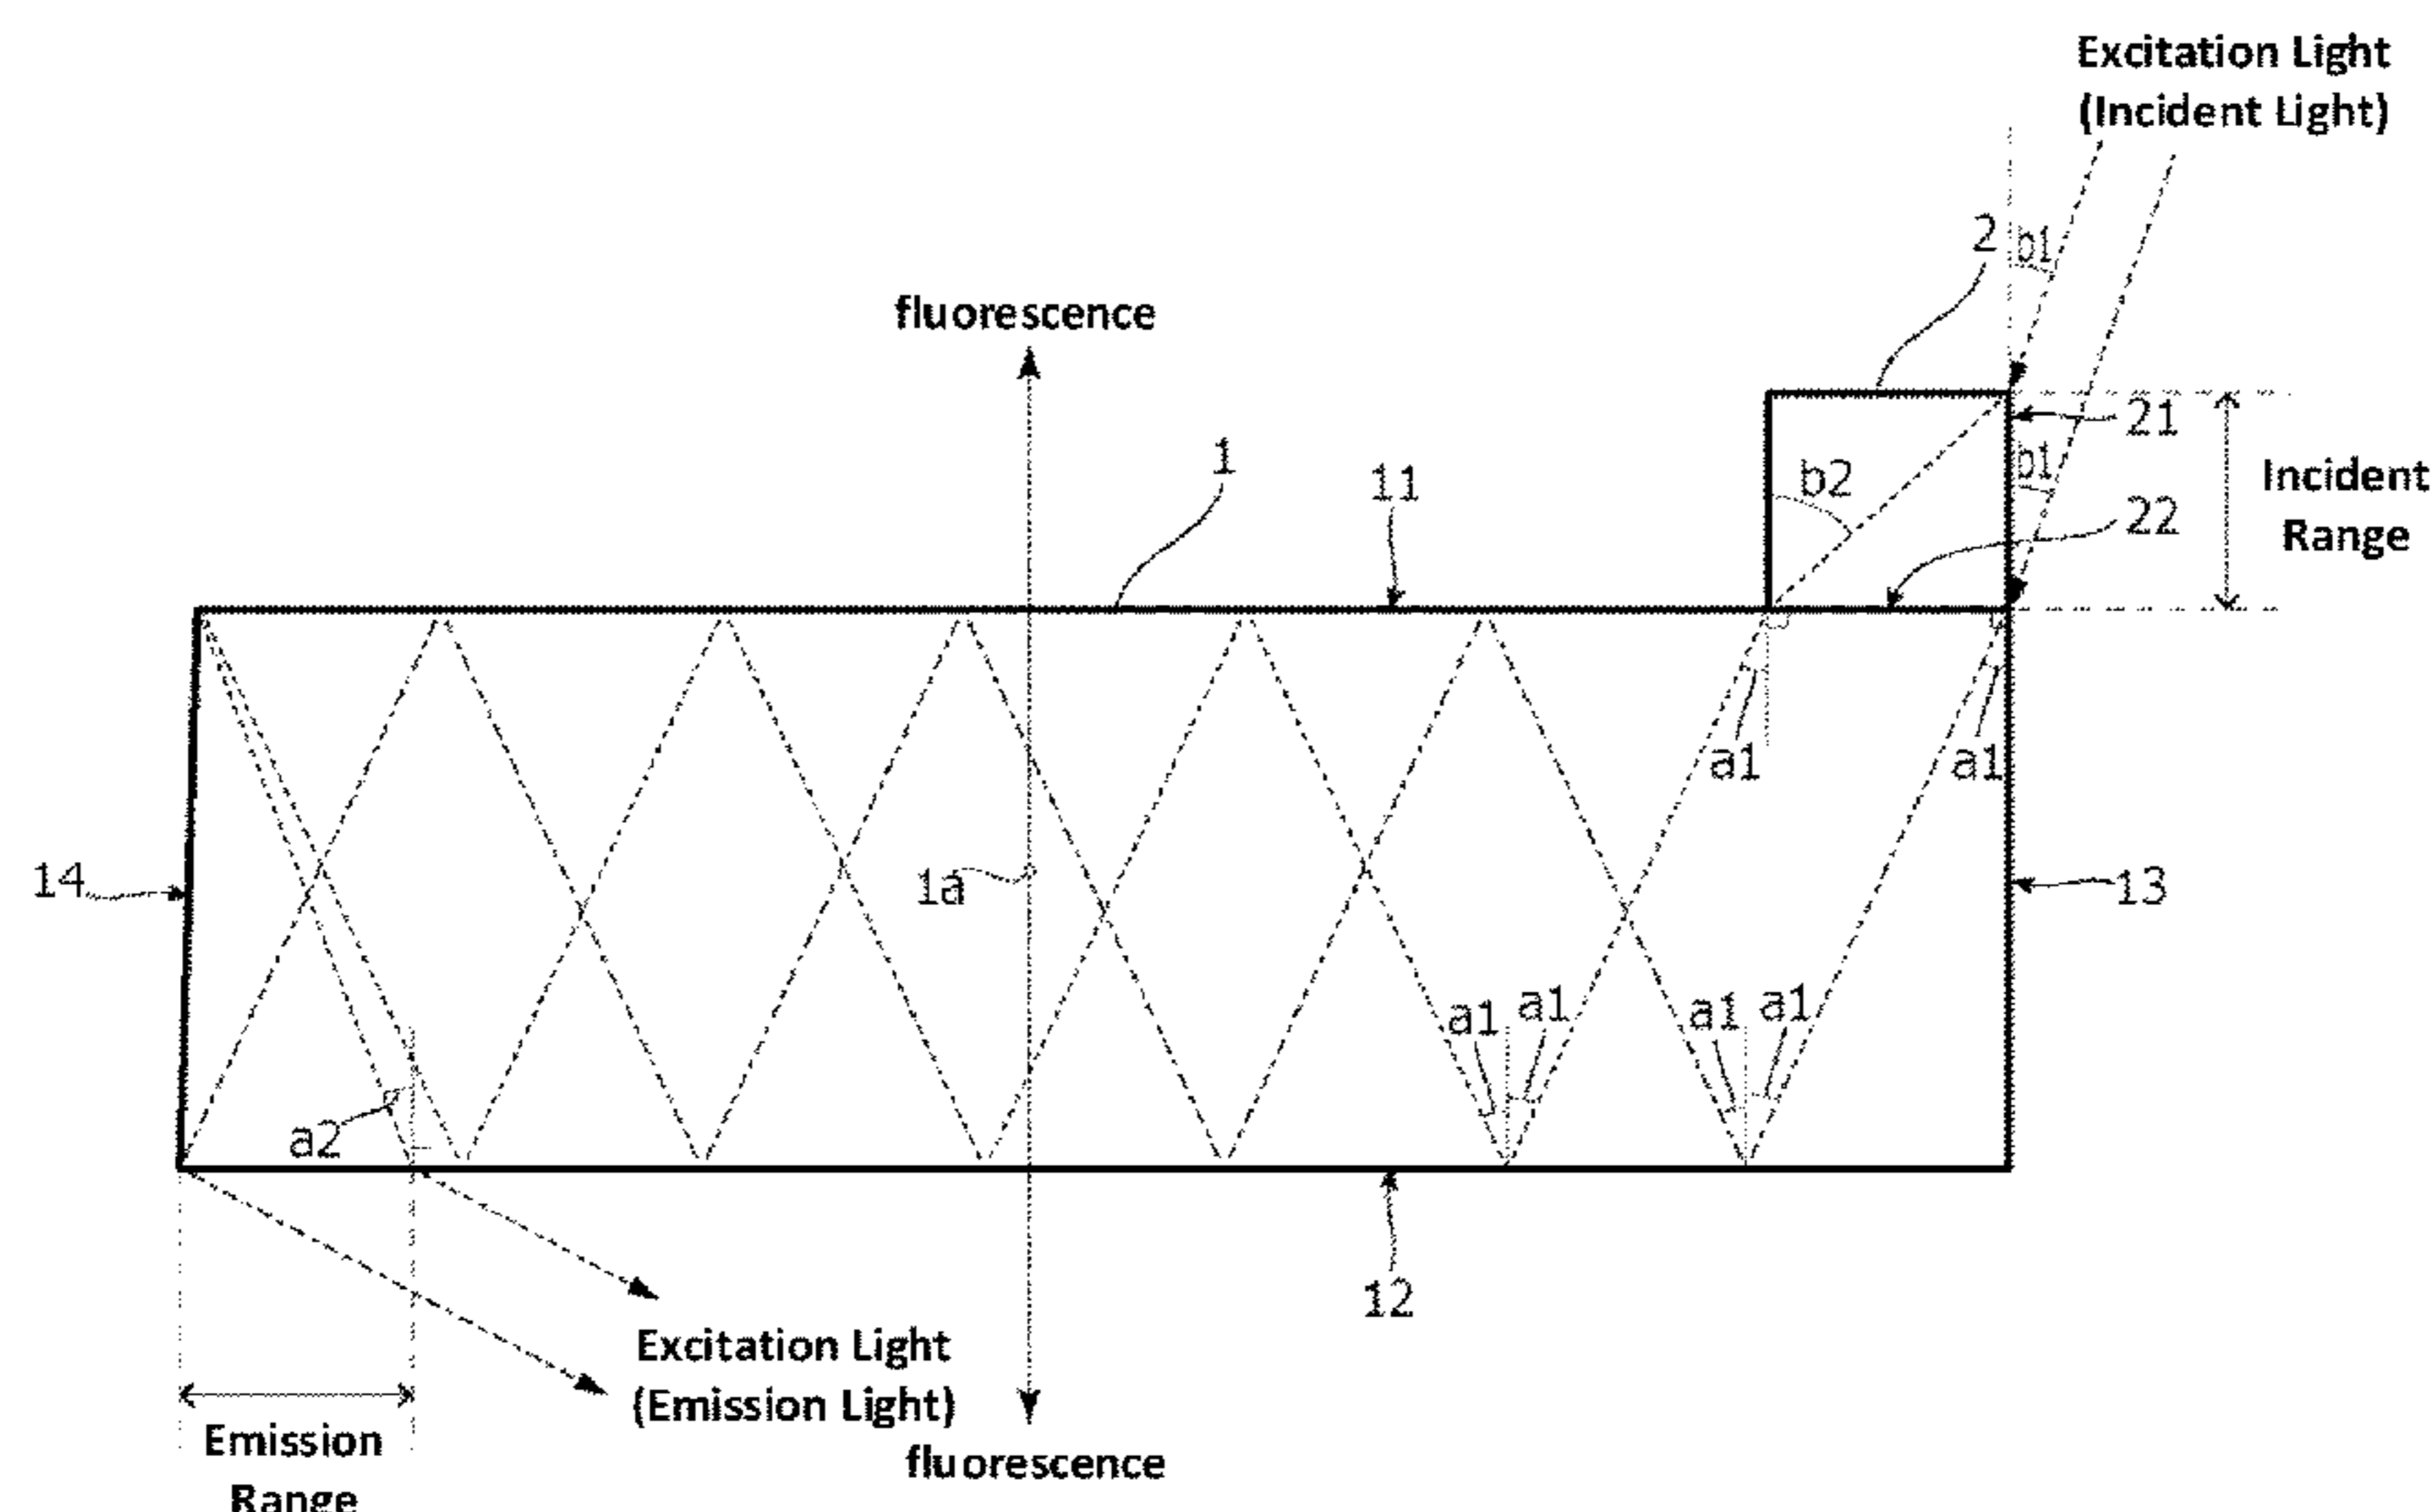 Excitation Light
(Incident Light)
2
b1
fluorescence
21
1
11
b2
b1
Incident
Range
22
a1
a1
14
1a
13
a1
a1
a1
a1
a2
12
Excitation Light
(Emission Light)
Emission
Range
fluorescence